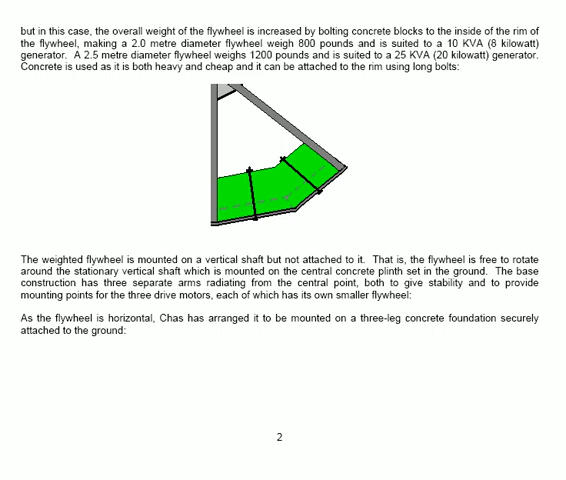 but in this case, the overall weight of the flywheel is increased by bolting concrete blocks to the inside of the rim of
the flywheel, making a 2.0 metre diameter flywheel weigh 800 pounds and is suited to a 10 KVA (8 kilowatt)
generator.  A 2.5 metre diameter flywheel weighs 1200 pounds and is suited to a 25 KVA (20 kilowatt) generator.
Concrete is used as it is both heavy and cheap and it can be attached to the rim using long bolts:
The weighted flywheel is mounted on a vertical shaft but not attached to it.  That is, the flywheel is free to rotate
around the stationary vertical shaft which is mounted on the central concrete plinth set in the ground.  The base
construction has three separate arms radiating from the central point, both to give stability and to provide
mounting points for the three drive motors, each of which has its own smaller flywheel:
As the flywheel is horizontal, Chas has arranged it to be mounted on a three-leg concrete foundation securely
attached to the ground:
2